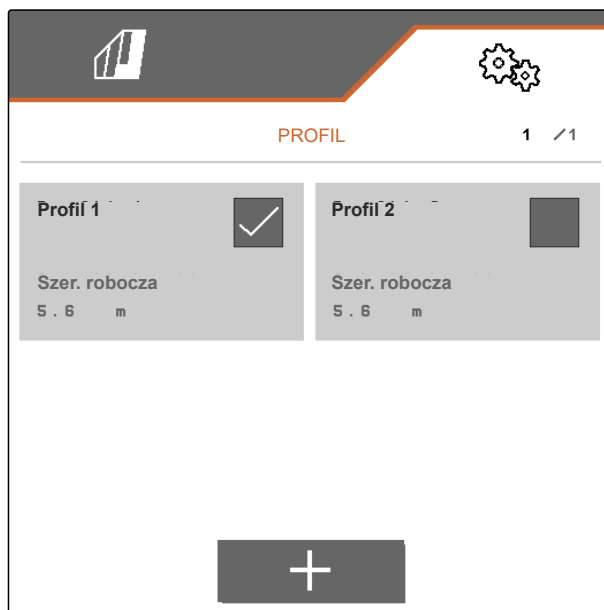 PROFIL 1 /1
Profil 1
Szer. robocza
5.6 m
Profil 2
Szer. robocza
5.6 m